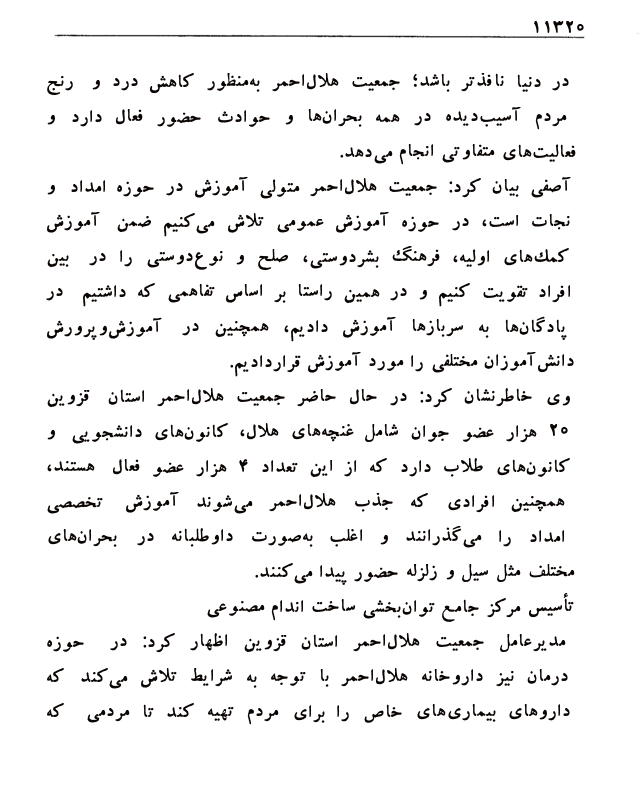 ۱۱۳۲۰
در دنیا نافذتر باشد؛ جمعیت هلال‌احمر به‌منظور کاهش درد و رنج
مردم آسیب‌دیده در همه بحران‌ها و حوادث حضور فعال دارد و
فعالیت‌های متفاوتی انجام می‌دهد.
آصفی بیان کرد: جمعیت هلال‌احمر متولی آموزش در حوزه امداد و
نجات است، در حوزه آموزش عمومی تلاش می‌کنیم ضمن آموزش
کمک‌های اولیه، فرهنگ بشردوستی، صلح و نوع‌دوستی را در بین
افراد تقویت کنیم و در همین راستا بر اساس تفاهمی که داشتیم در
پادگان‌ها به سربازها آموزش دادیم، همچنین در آموزش‌و‌پرورش
دانش‌آموزان مختلفی را مورد آموزش قراردادیم.
وی خاطرنشان کرد: در حال حاضر جمعیت هلال‌احمر استان قزوین
۲۵ هزار عضو جوان شامل غنچه‌های هلال، کانون‌های دانشجویی و
کانون‌های طلاب دارد که از این تعداد ۴ هزار عضو فعال هستند،
همچنین افرادی که جذب هلال‌احمر می‌شوند آموزش تخصصی
امداد را می‌گذرانند و اغلب به‌صورت داوطلبانه در بحران‌های
مختلف مثل سیل و زلزله حضور پیدا می‌کنند.
تأسیس مرکز جامع توان‌بخشی ساخت اندام مصنوعی
مدیرعامل جمعیت هلال‌احمر استان قزوین اظهار کرد: در حوزه
درمان نیز داروخانه هلال‌احمر با توجه به شرایط تلاش می‌کند که
داروهای بیماری‌های خاص را برای مردم تهیه کند تا مردمی که